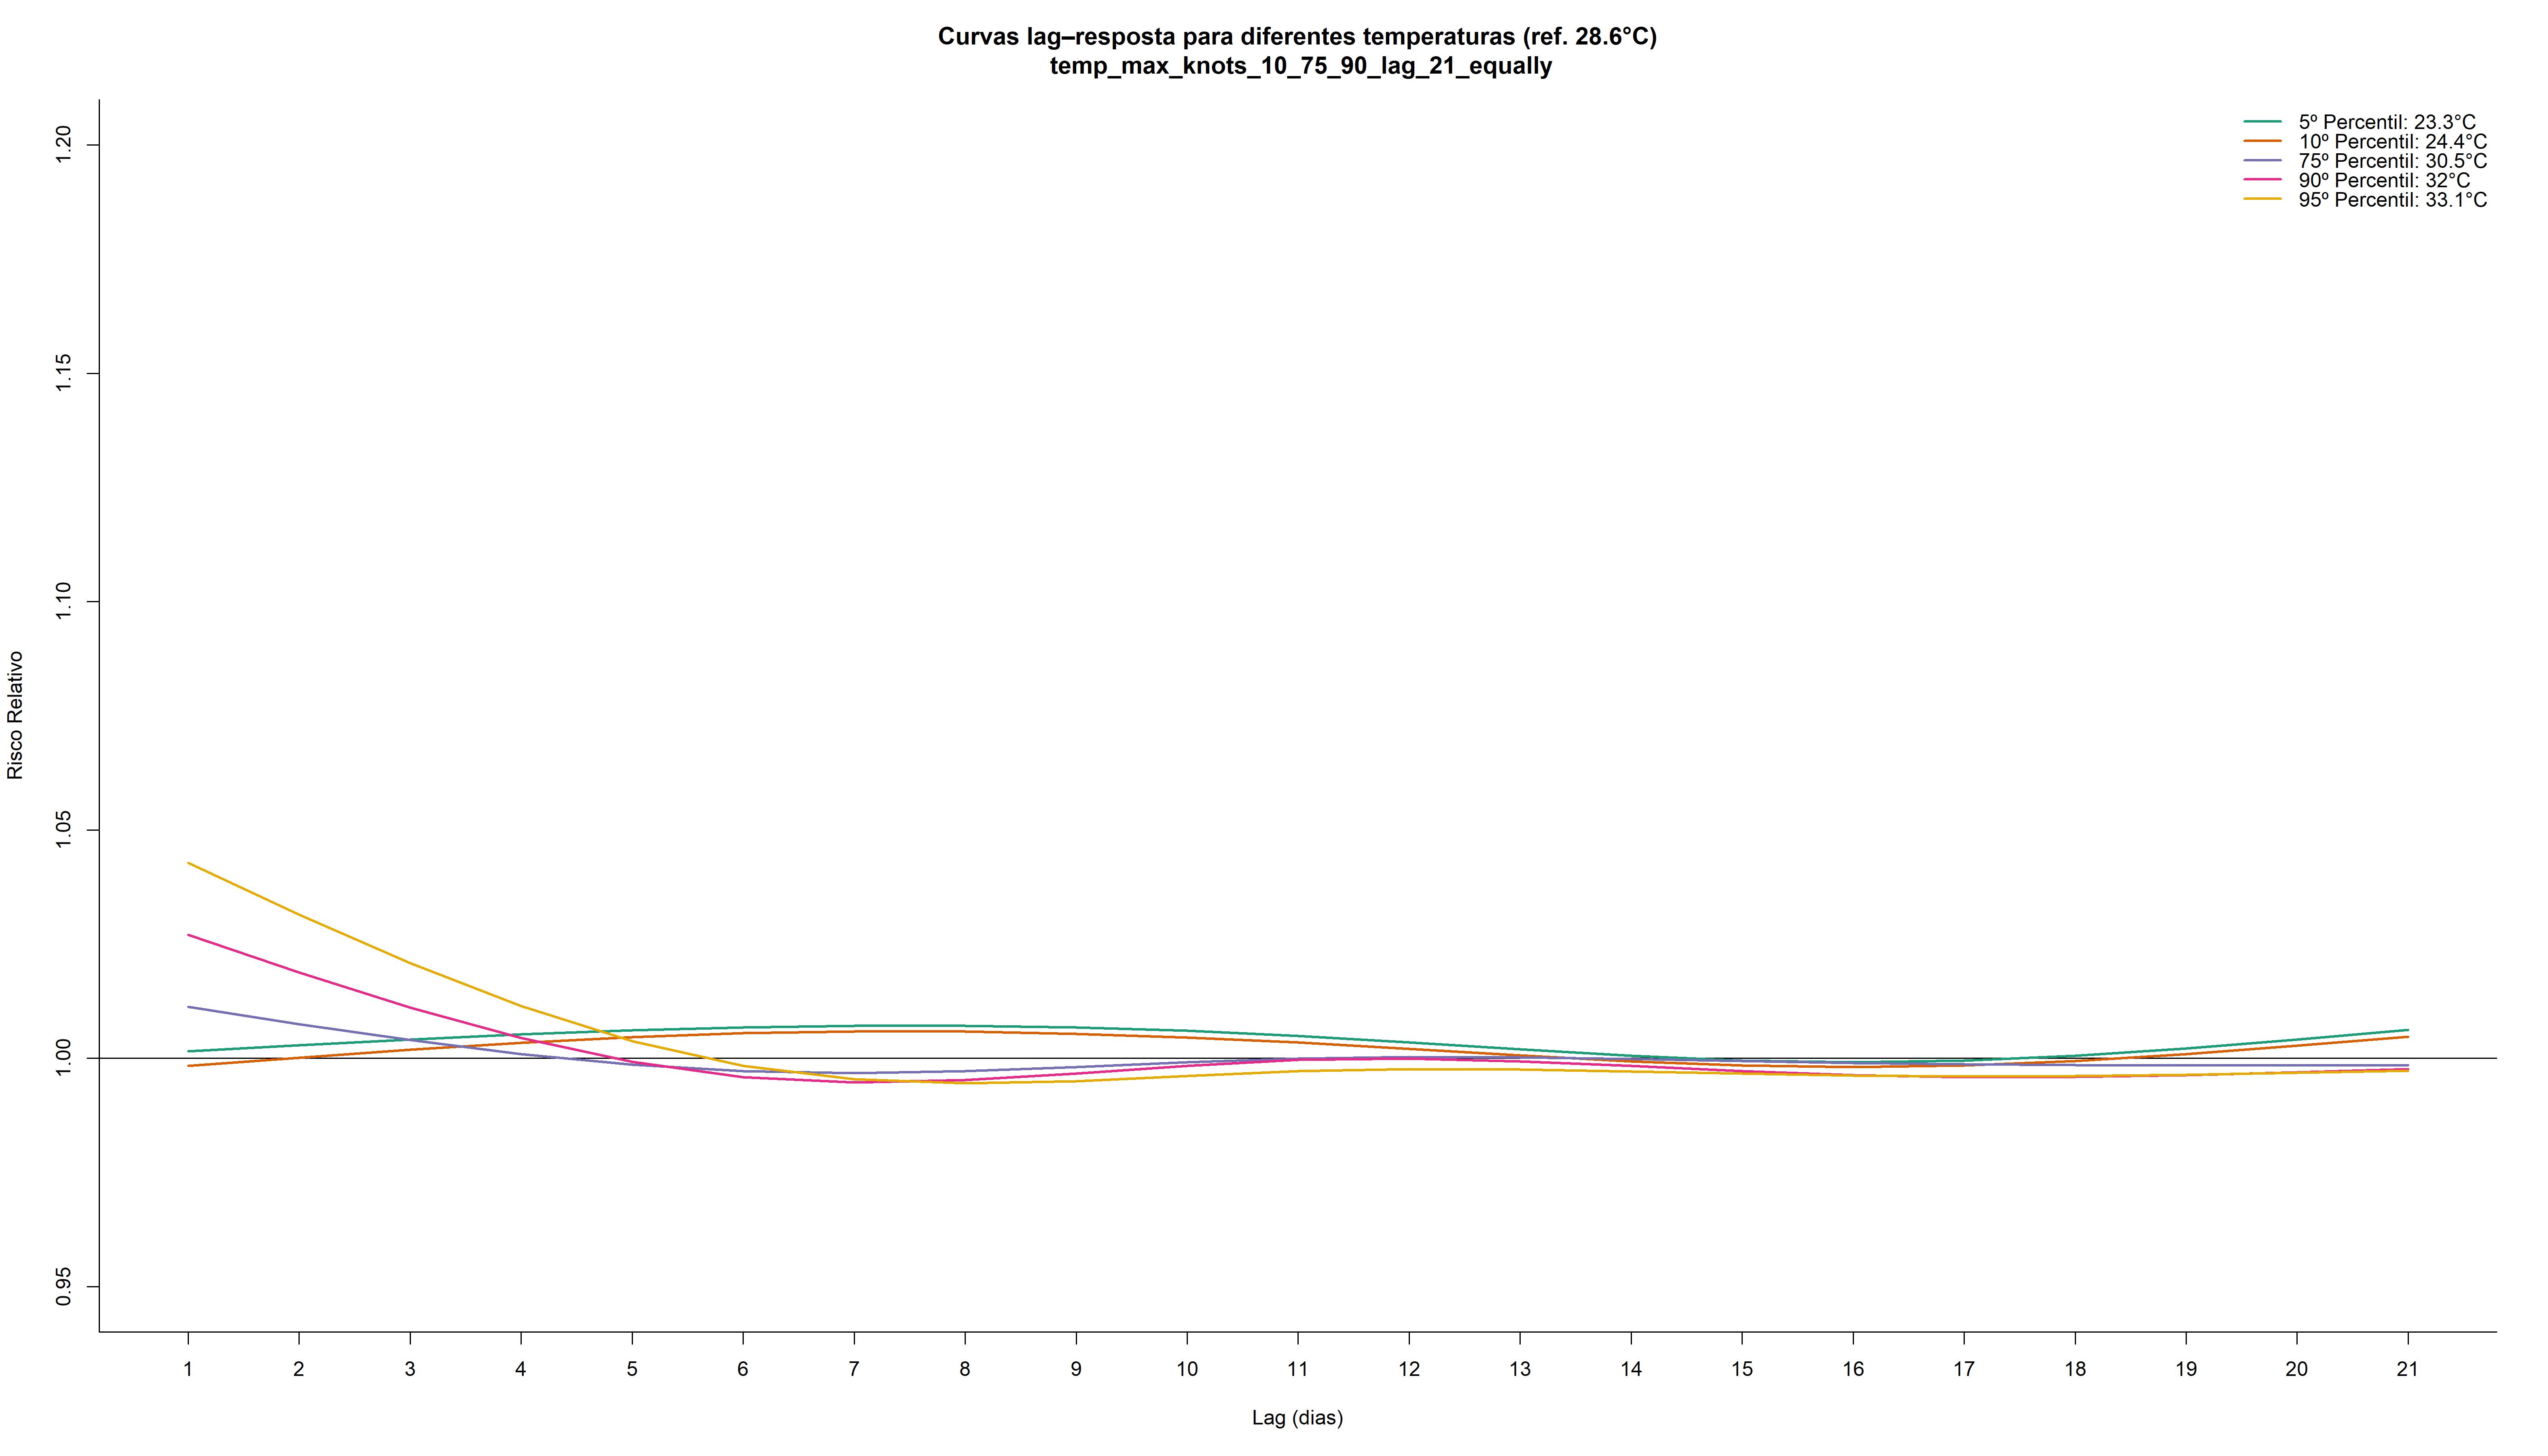 Curvas lag–resposta para diferentes temperaturas (ref. 28.6°C)
temp_max_knots_10_75_90_lag_21_equally
5º Percentil: 23.3°C
10º Percentil: 24.4°C
75º Percentil: 30.5°C
90º Percentil: 32°C
95º Percentil: 33.1°C
Risco Relativo
1.20
1.15
1.10
1.05
1.00
0.95
1 2 3 4 5 6 7 8 9 10 11 12 13 14 15 16 17 18 19 20 21
Lag (dias)